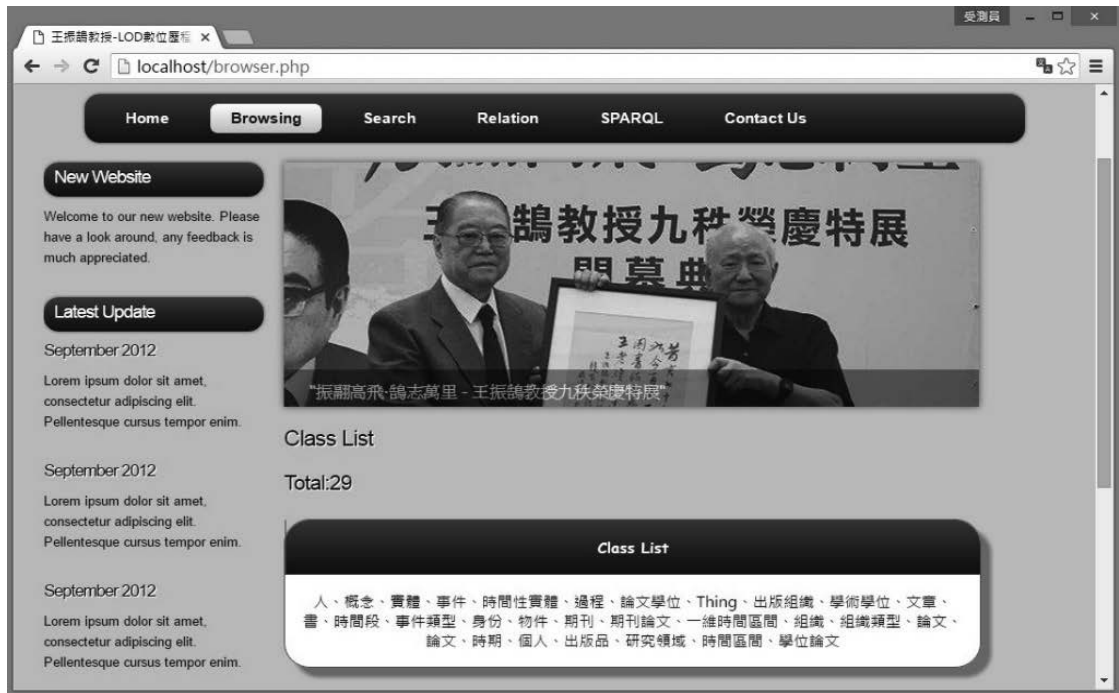 受測員
王振鵠教授-LOD數位歷程
localhost/browser.php
Home Browsing Search Relation SPARQL Contact Us
New Website
Welcome to our new website. Please
have a look around, any feedback is
much appreciated.
Latest Update
September 2012
Lorem ipsum dolor sit amet,
consectetur adipiscing elit.
Pellentesque cursus tempor enim.
September 2012
Lorem ipsum dolor sit amet,
consectetur adipiscing elit.
Pellentesque cursus tempor enim.
September 2012
Lorem ipsum dolor sit amet,
consectetur adipiscing elit.
Pellentesque cursus tempor enim.
王 鵠教授九秩榮慶特展
開幕典
"振翮高飛·鵠志萬里 - 王振鵠教授九秩榮慶特展"
Class List
Total:29
Class List
人、概念、實體、事件、時間性實體、過程、論文學位、Thing、出版組織、學術學位、文章、
書、時間段、事件類型、身份、物件、期刊、期刊論文、一維時間區間、組織、組織類型、論文、
論文、時期、個人、出版品、研究領域、時間區間、學位論文